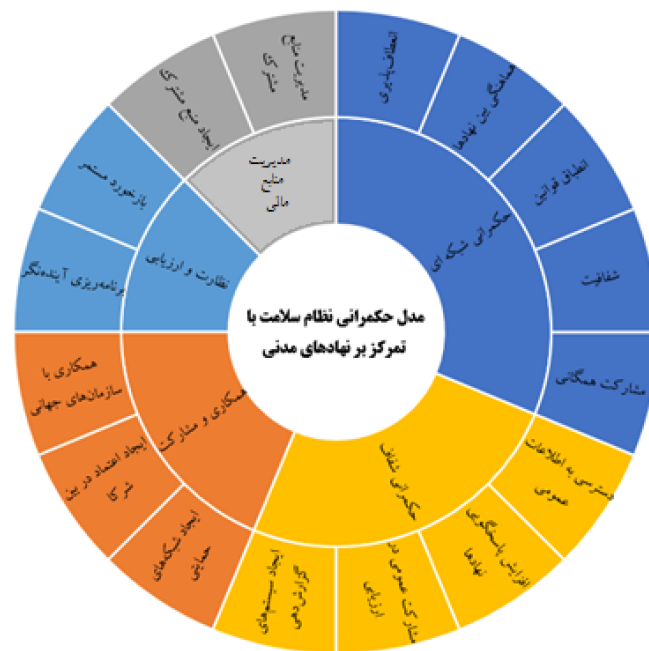 مدل حکمرانی نظام سلامت با
تمرکز بر نهادهای مدنی
حکمرانی شبکه ای
انعطاف‌پذیری
هماهنگی بین نهادها
انطباق قوانین
شفافیت
مشارکت همگانی
حکمرانی شفاف
دسترسی به اطلاعات
عمومی
افزایش پاسخگویی
نهادها
مشارکت عمومی در
ارزیابی
ایجاد سیستم‌های
گزارش‌دهی
همکاری و مشارکت
ایجاد شبکه‌های
حمایتی
ایجاد اعتماد در بین
شرکا
همکاری با
سازمان‌های جهانی
نظارت و ارزیابی
برنامه‌ریزی آینده‌نگر
بازخورد مستمر
مدیریت
منابع
مالی
ایجاد منبع مشترک
مدیریت منابع
مشترک